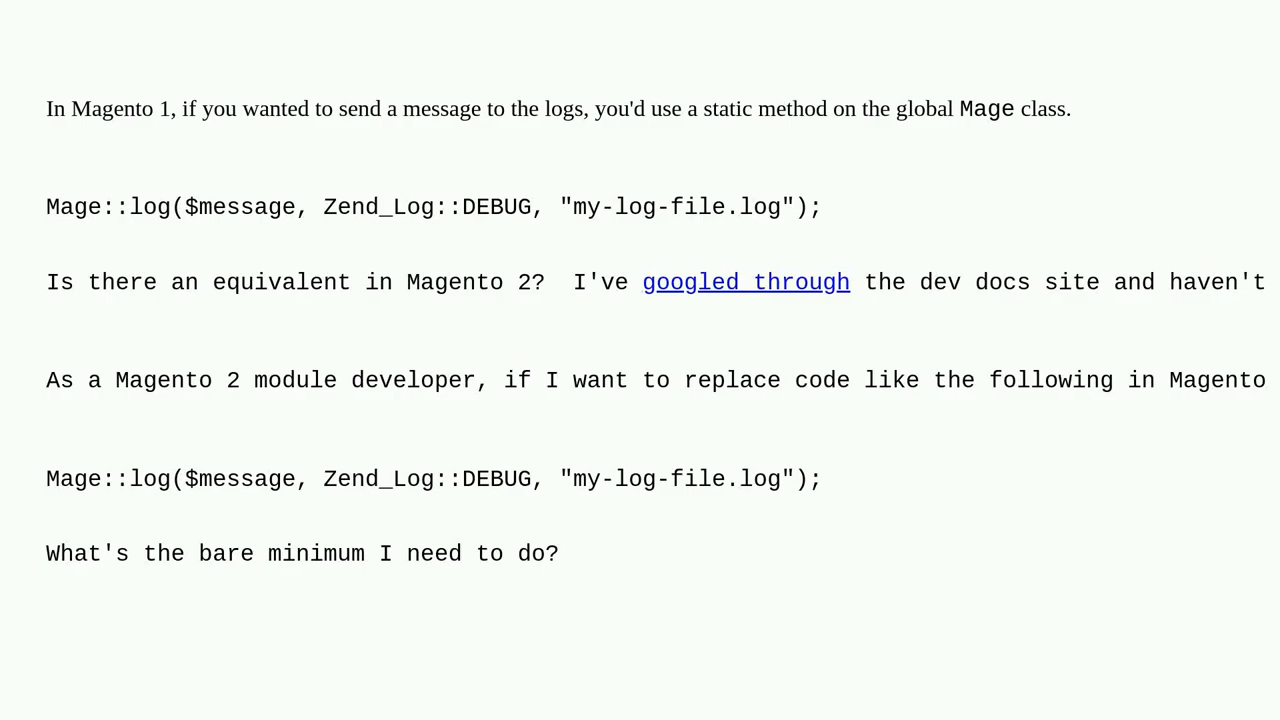 In Magento 1, if you wanted to send a message to the logs, you'd use a static method on the global Mage class.
Mage::log($message, Zend_Log::DEBUG, "my-log-file.log");
Is there an equivalent in Magento 2?  I've googled through the dev docs site and haven't
As a Magento 2 module developer, if I want to replace code like the following in Magento
Mage::log($message, Zend_Log::DEBUG, "my-log-file.log");
What's the bare minimum I need to do?